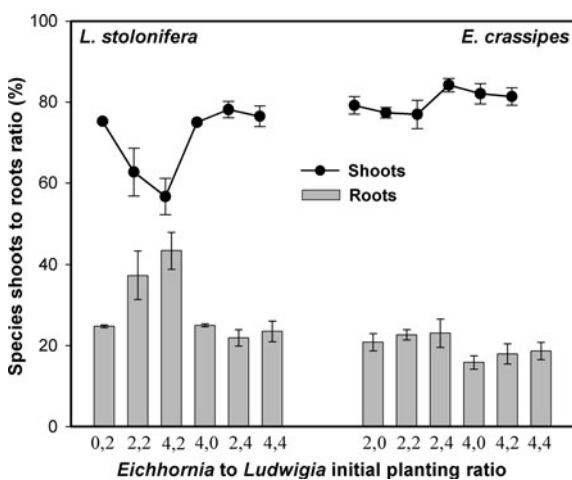 100
80
60
40
20
0
Species shoots to roots ratio (%)
L. stolonifera
E. crassipes
Shoots
Roots
0,2 2,2 4,2 4,0 2,4 4,4
2,0 2,2 2,4 4,0 4,2 4,4
Eichhornia to Ludwigia initial planting ratio